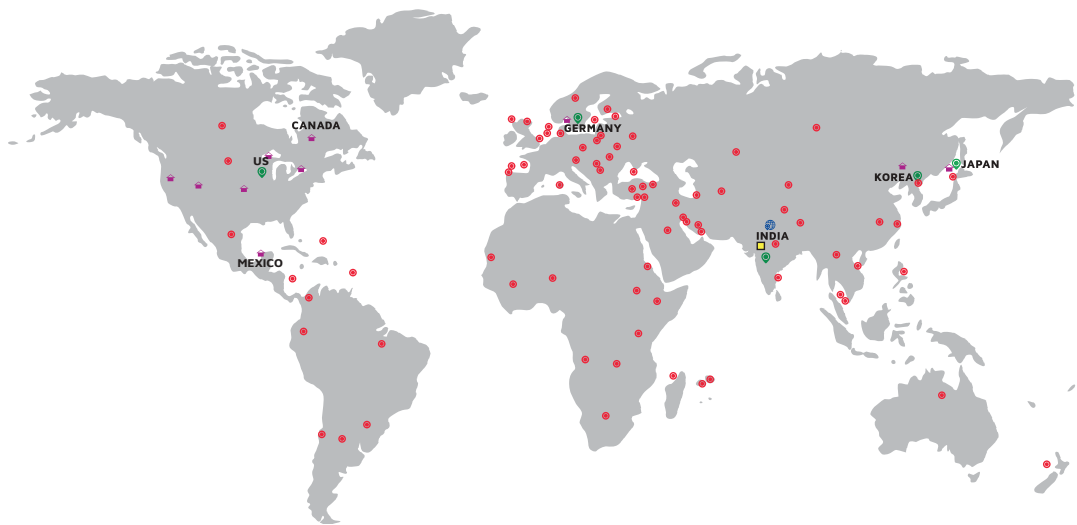 CANADA
GERMANY
US
JAPAN
KOREA
INDIA
MEXICO